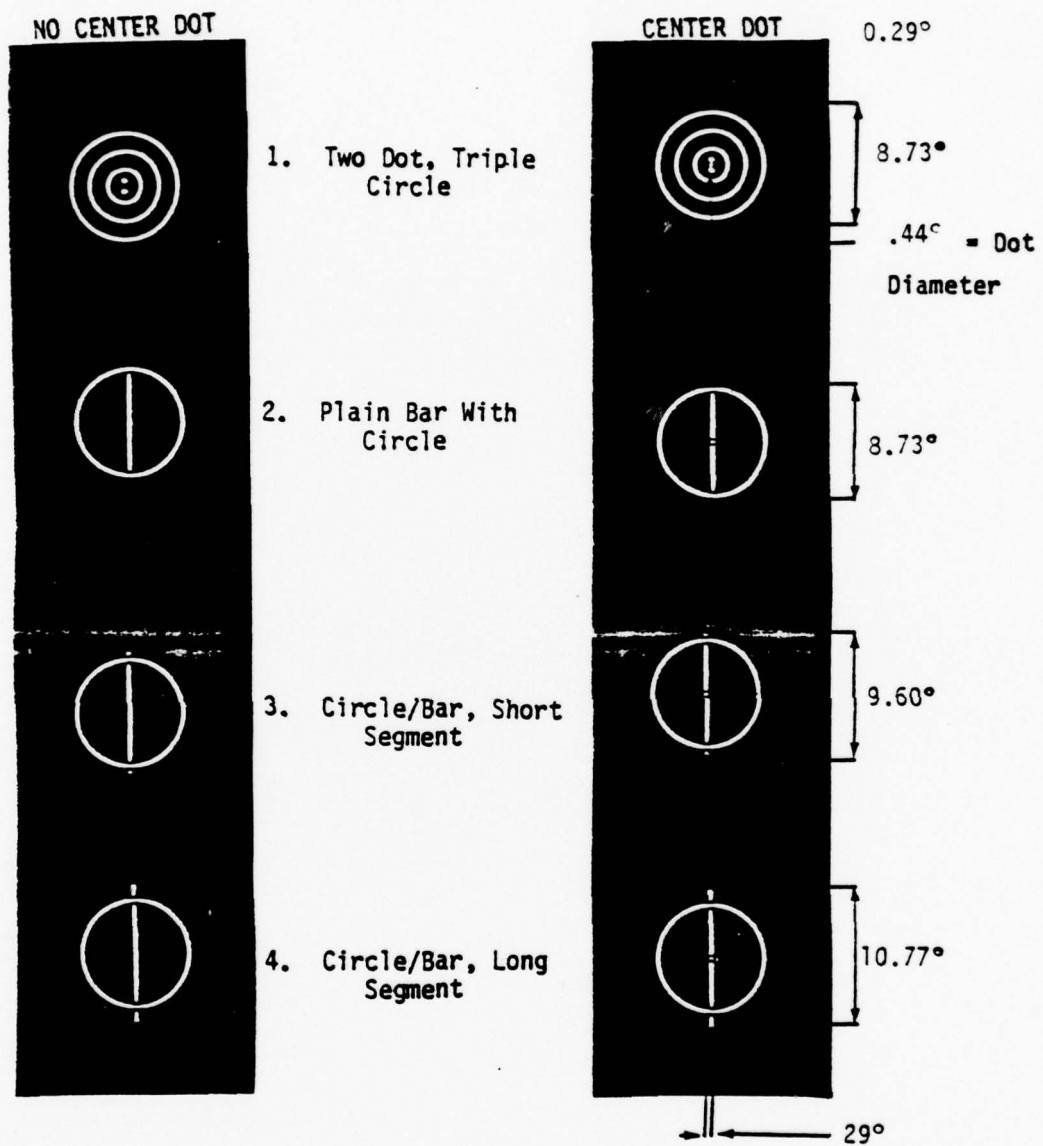 NO CENTER DOT
CENTER DOT
0.29°
1. Two Dot, Triple
Circle
8.73°
.44° = Dot
Diameter
2. Plain Bar With
Circle
8.73°
3. Circle/Bar, Short
Segment
9.60°
4. Circle/Bar, Long
Segment
10.77°
29°